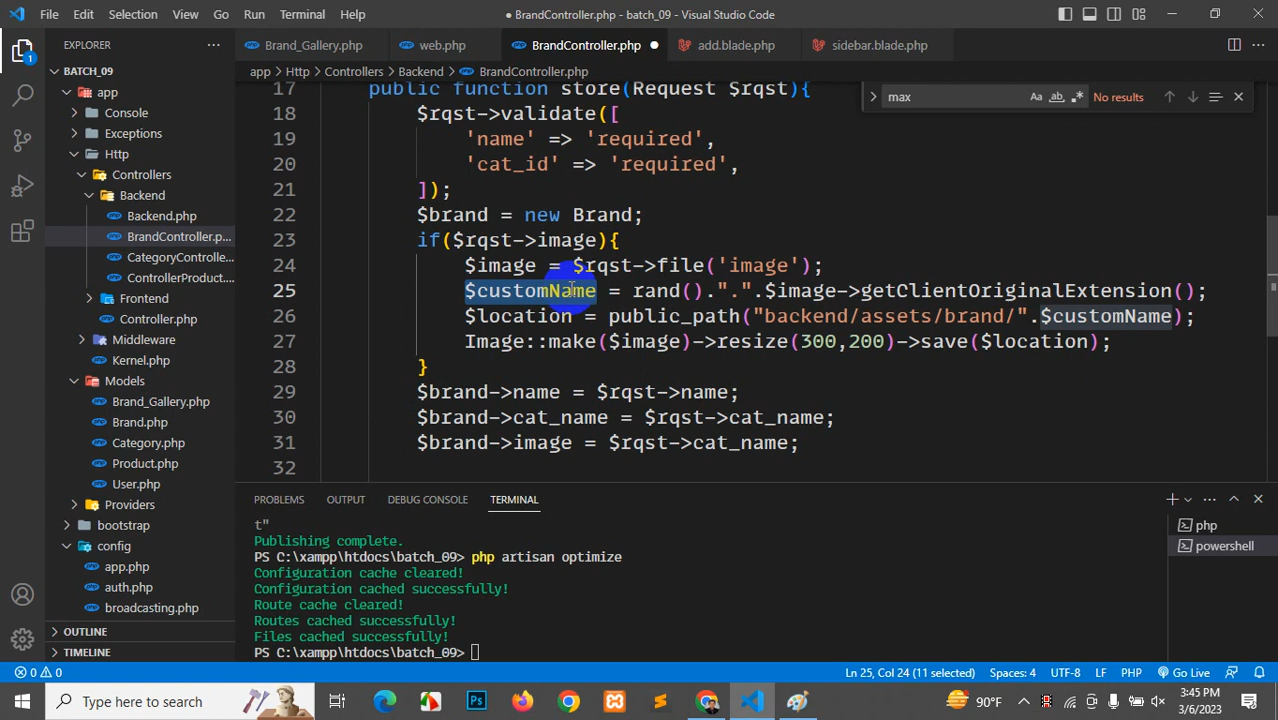 File Edit Selection View Go Run Terminal Help
● BrandController.php - batch_09 - Visual Studio Code
EXPLORER
Brand_Gallery.php web.php BrandController.php ● add.blade.php sidebar.blade.php
BATCH_09
app > Http > Controllers > Backend > BrandController.php
app
Console
Exceptions
Http
Controllers
Backend
Backend.php
BrandController.p...
CategoryControlle...
ControllerProduct...
Frontend
Controller.php
Middleware
Kernel.php
Models
Brand_Gallery.php
Brand.php
Category.php
Product.php
User.php
Providers
bootstrap
config
app.php
auth.php
broadcasting.php
OUTLINE
TIMELINE
max
Aa ab .*
No results
17 public function store(Request $rqst){
18 $rqst->validate([
19 'name' => 'required',
20 'cat_id' => 'required',
21 ]);
22 $brand = new Brand;
23 if($rqst->image){
24 $image = $rqst->file('image');
25 $customName = rand().".".$image->getClientOriginalExtension();
26 $location = public_path("backend/assets/brand/".$customName);
27 Image::make($image)->resize(300,200)->save($location);
28 }
29 $brand->name = $rqst->name;
30 $brand->cat_name = $rqst->cat_name;
31 $brand->image = $rqst->cat_name;
32
PROBLEMS OUTPUT DEBUG CONSOLE TERMINAL
t"
Publishing complete.
PS C:\xampp\htdocs\batch_09> php artisan optimize
Configuration cache cleared!
Configuration cached successfully!
Route cache cleared!
Routes cached successfully!
Files cached successfully!
PS C:\xampp\htdocs\batch_09>
php
powershell
0 0 Ln 25, Col 24 (11 selected) Spaces: 4 UTF-8 LF PHP Go Live
Type here to search
90°F
3:45 PM
3/6/2023